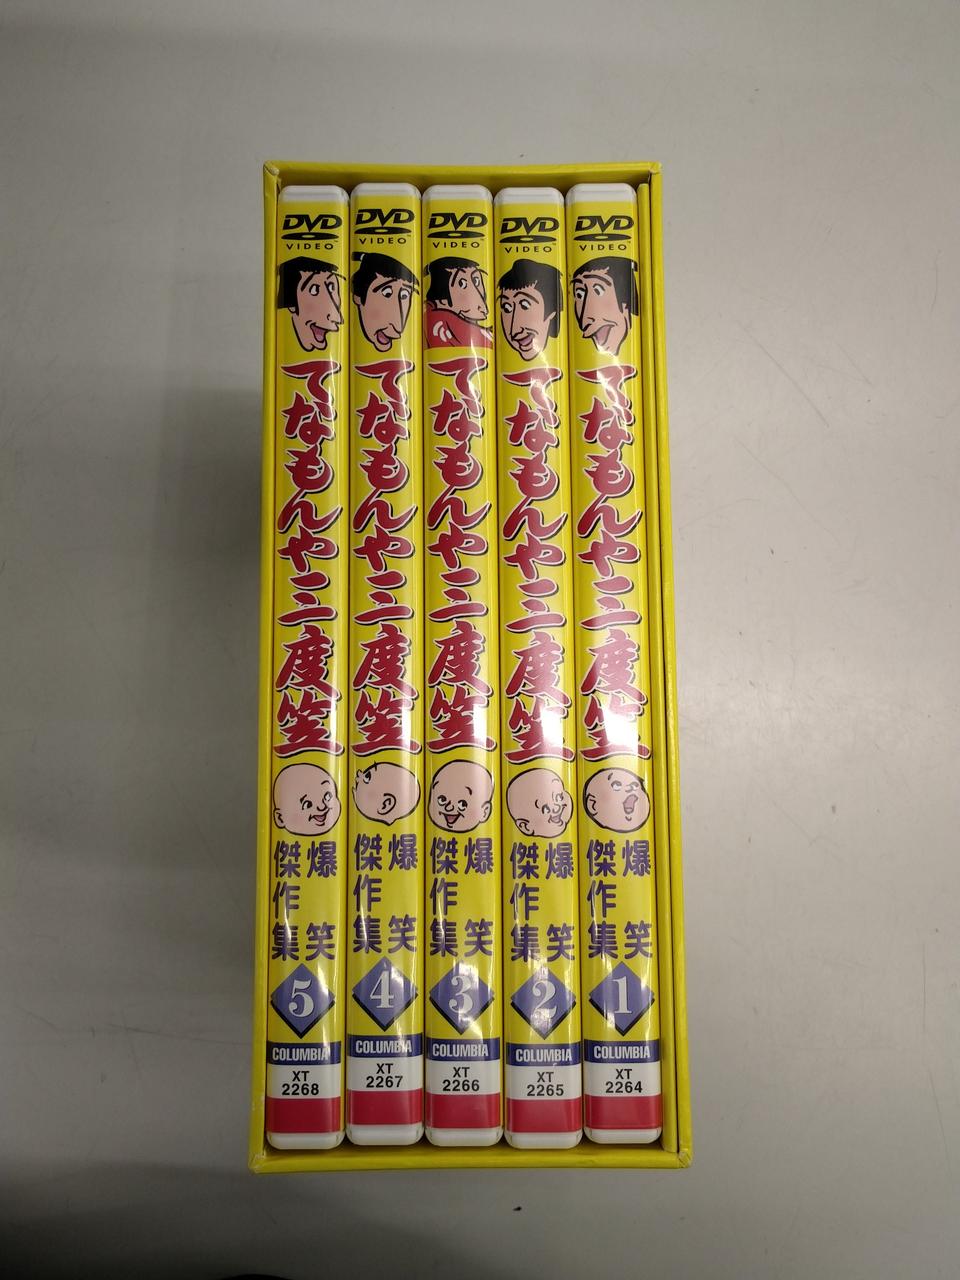 DVD
VIDEO
てなもんや三度笠
爆笑
傑作集
5
COLUMBIA
XT
2268
DVD
VIDEO
てなもんや三度笠
爆笑
傑作集
4
COLUMBIA
XT
2267
DVD
VIDEO
てなもんや三度笠
爆笑
傑作集
3
COLUMBIA
XT
2266
DVD
VIDEO
てなもんや三度笠
爆笑
傑作集
2
COLUMBIA
XT
2265
DVD
VIDEO
てなもんや三度笠
爆笑
傑作集
1
COLUMBIA
XT
2264